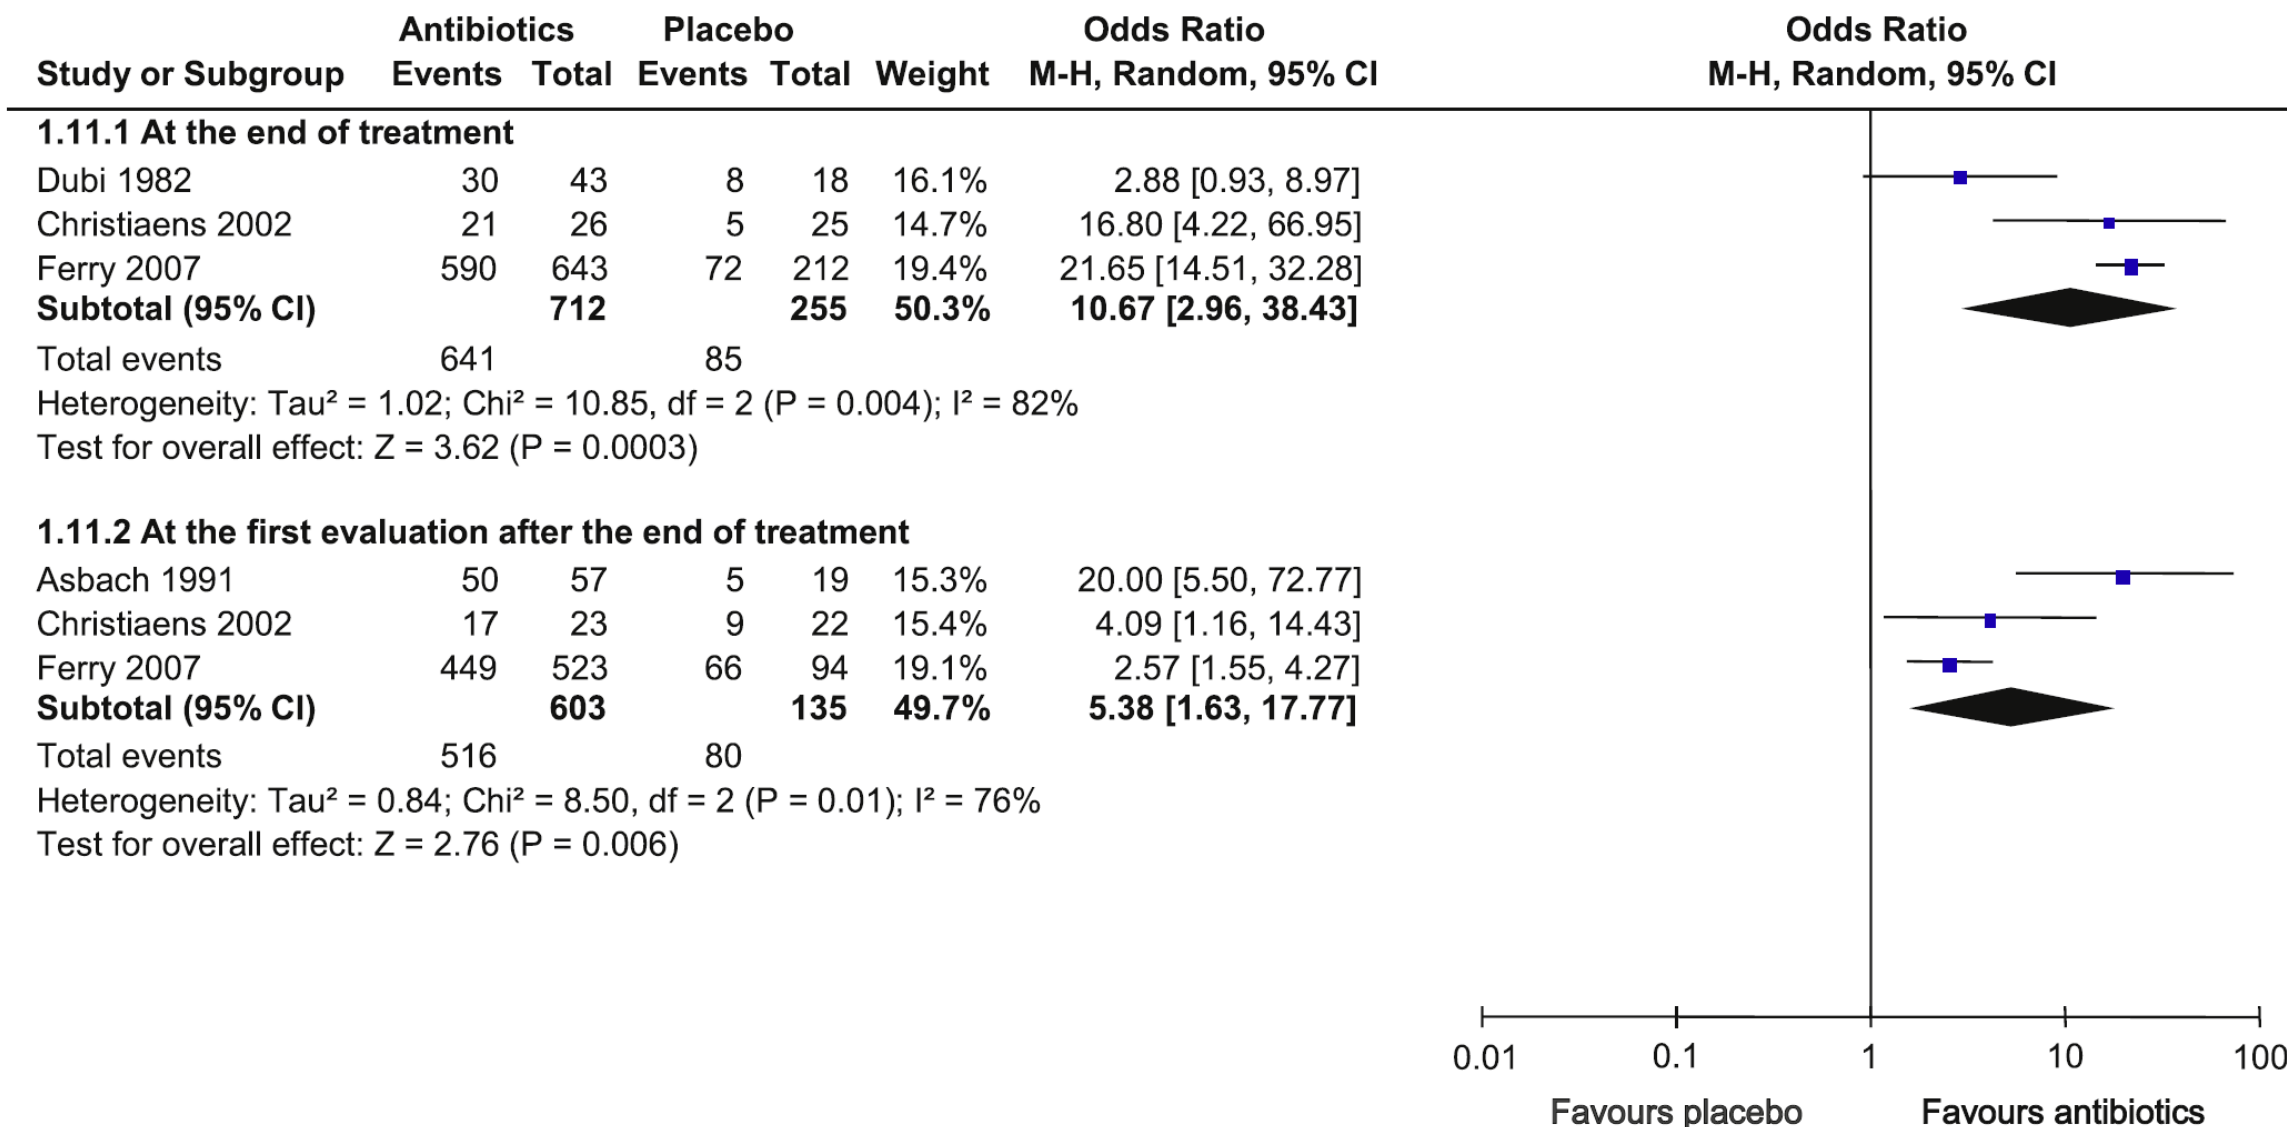 Antibiotics Placebo Odds Ratio Odds Ratio
Study or Subgroup Events Total Events Total Weight M-H, Random, 95% CI M-H, Random, 95% CI
1.11.1 At the end of treatment
Dubi 1982 30 43 8 18 16.1% 2.88 [0.93, 8.97]
Christiaens 2002 21 26 5 25 14.7% 16.80 [4.22, 66.95]
Ferry 2007 590 643 72 212 19.4% 21.65 [14.51, 32.28]
Subtotal (95% CI) 712 255 50.3% 10.67 [2.96, 38.43]
Total events 641 85
Heterogeneity: Tau² = 1.02; Chi² = 10.85, df = 2 (P = 0.004); I² = 82%
Test for overall effect: Z = 3.62 (P = 0.0003)
1.11.2 At the first evaluation after the end of treatment
Asbach 1991 50 57 5 19 15.3% 20.00 [5.50, 72.77]
Christiaens 2002 17 23 9 22 15.4% 4.09 [1.16, 14.43]
Ferry 2007 449 523 66 94 19.1% 2.57 [1.55, 4.27]
Subtotal (95% CI) 603 135 49.7% 5.38 [1.63, 17.77]
Total events 516 80
Heterogeneity: Tau² = 0.84; Chi² = 8.50, df = 2 (P = 0.01); I² = 76%
Test for overall effect: Z = 2.76 (P = 0.006)
0.01 0.1 1 10 100
Favours placebo Favours antibiotics